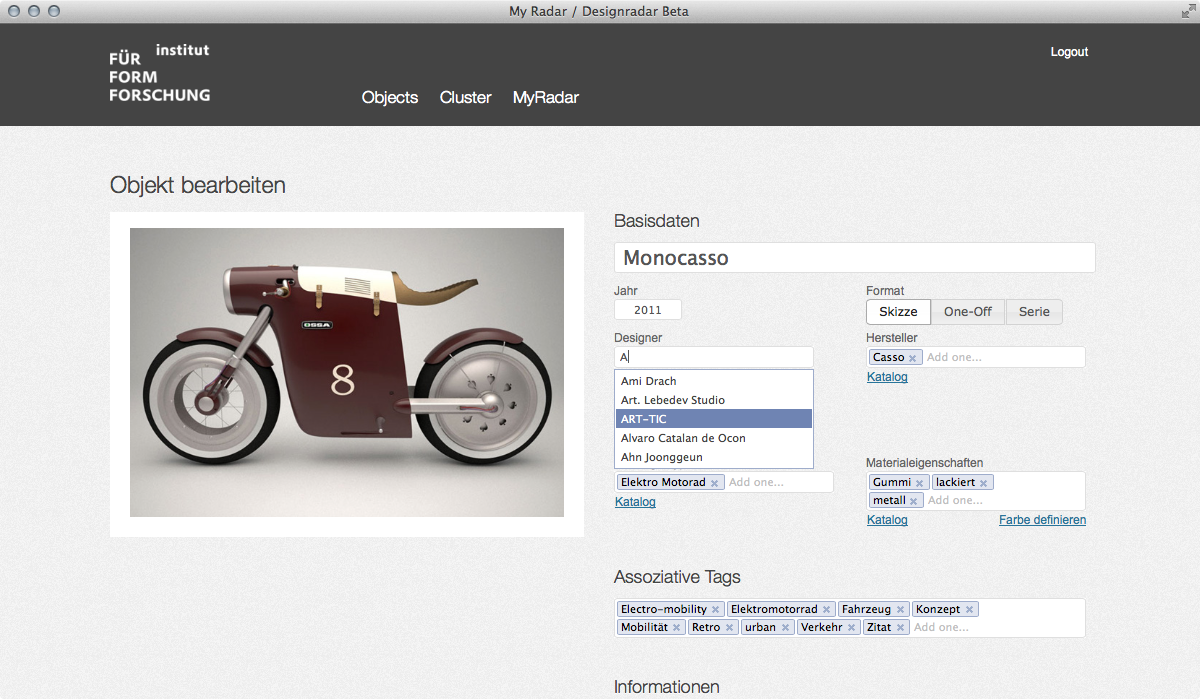 My Radar / Designradar Beta
institut
FÜR
FORM
FORSCHUNG
Logout
Objects Cluster MyRadar
Objekt bearbeiten
OSSA
8
Basisdaten
Monocasso
Jahr
2011
Format
Skizze One-Off Serie
Designer
A
Ami Drach
Art. Lebedev Studio
ART-TIC
Alvaro Catalan de Ocon
Ahn Joonggeun
Hersteller
Casso Add one...
Katalog
Elektro Motorad Add one...
Katalog
Materialeigenschaften
Gummi lackiert
metall Add one...
Katalog Farbe definieren
Assoziative Tags
Electro-mobility Elektromotorrad Fahrzeug Konzept
Mobilität Retro urban Verkehr Zitat Add one...
Informationen